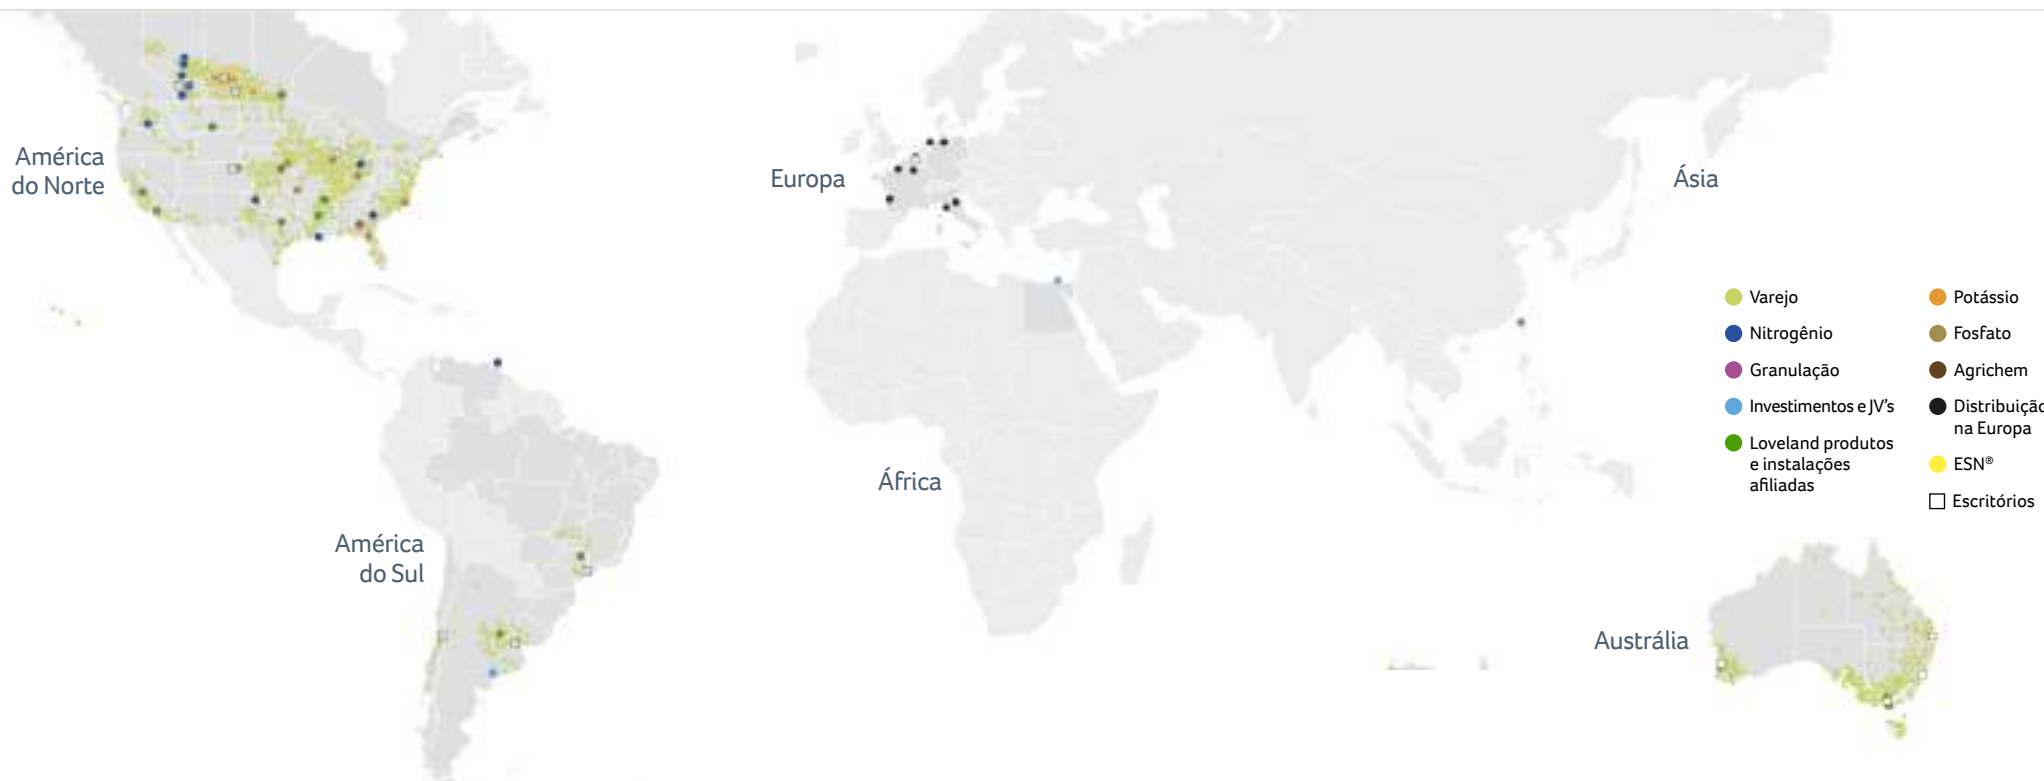 América
do Norte
Europa
Ásia
África
América
do Sul
Austrália
Varejo
Nitrogênio
Granulação
Investimentos e JV's
Loveland produtos
e instalações
afiliadas
Potássio
Fosfato
Agrichem
Distribuição
na Europa
ESN®
Escritórios